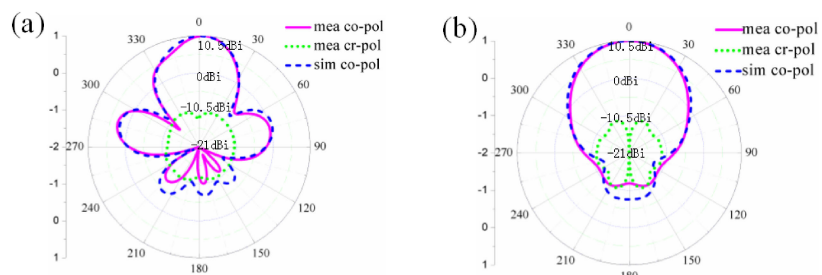 (a)
mea co-pol
mea cr-pol
sim co-pol
1
0
-1
-2
-1
0
1
0
30
60
90
120
150
180
210
240
270
300
330
10.5dBi
0dBi
-10.5dBi
-21dBi
(b)
mea co-pol
mea cr-pol
sim co-pol
1
0
-1
-2
-1
0
1
0
30
60
90
120
150
180
210
240
270
300
330
10.5dBi
0dBi
-10.5dBi
-21dBi